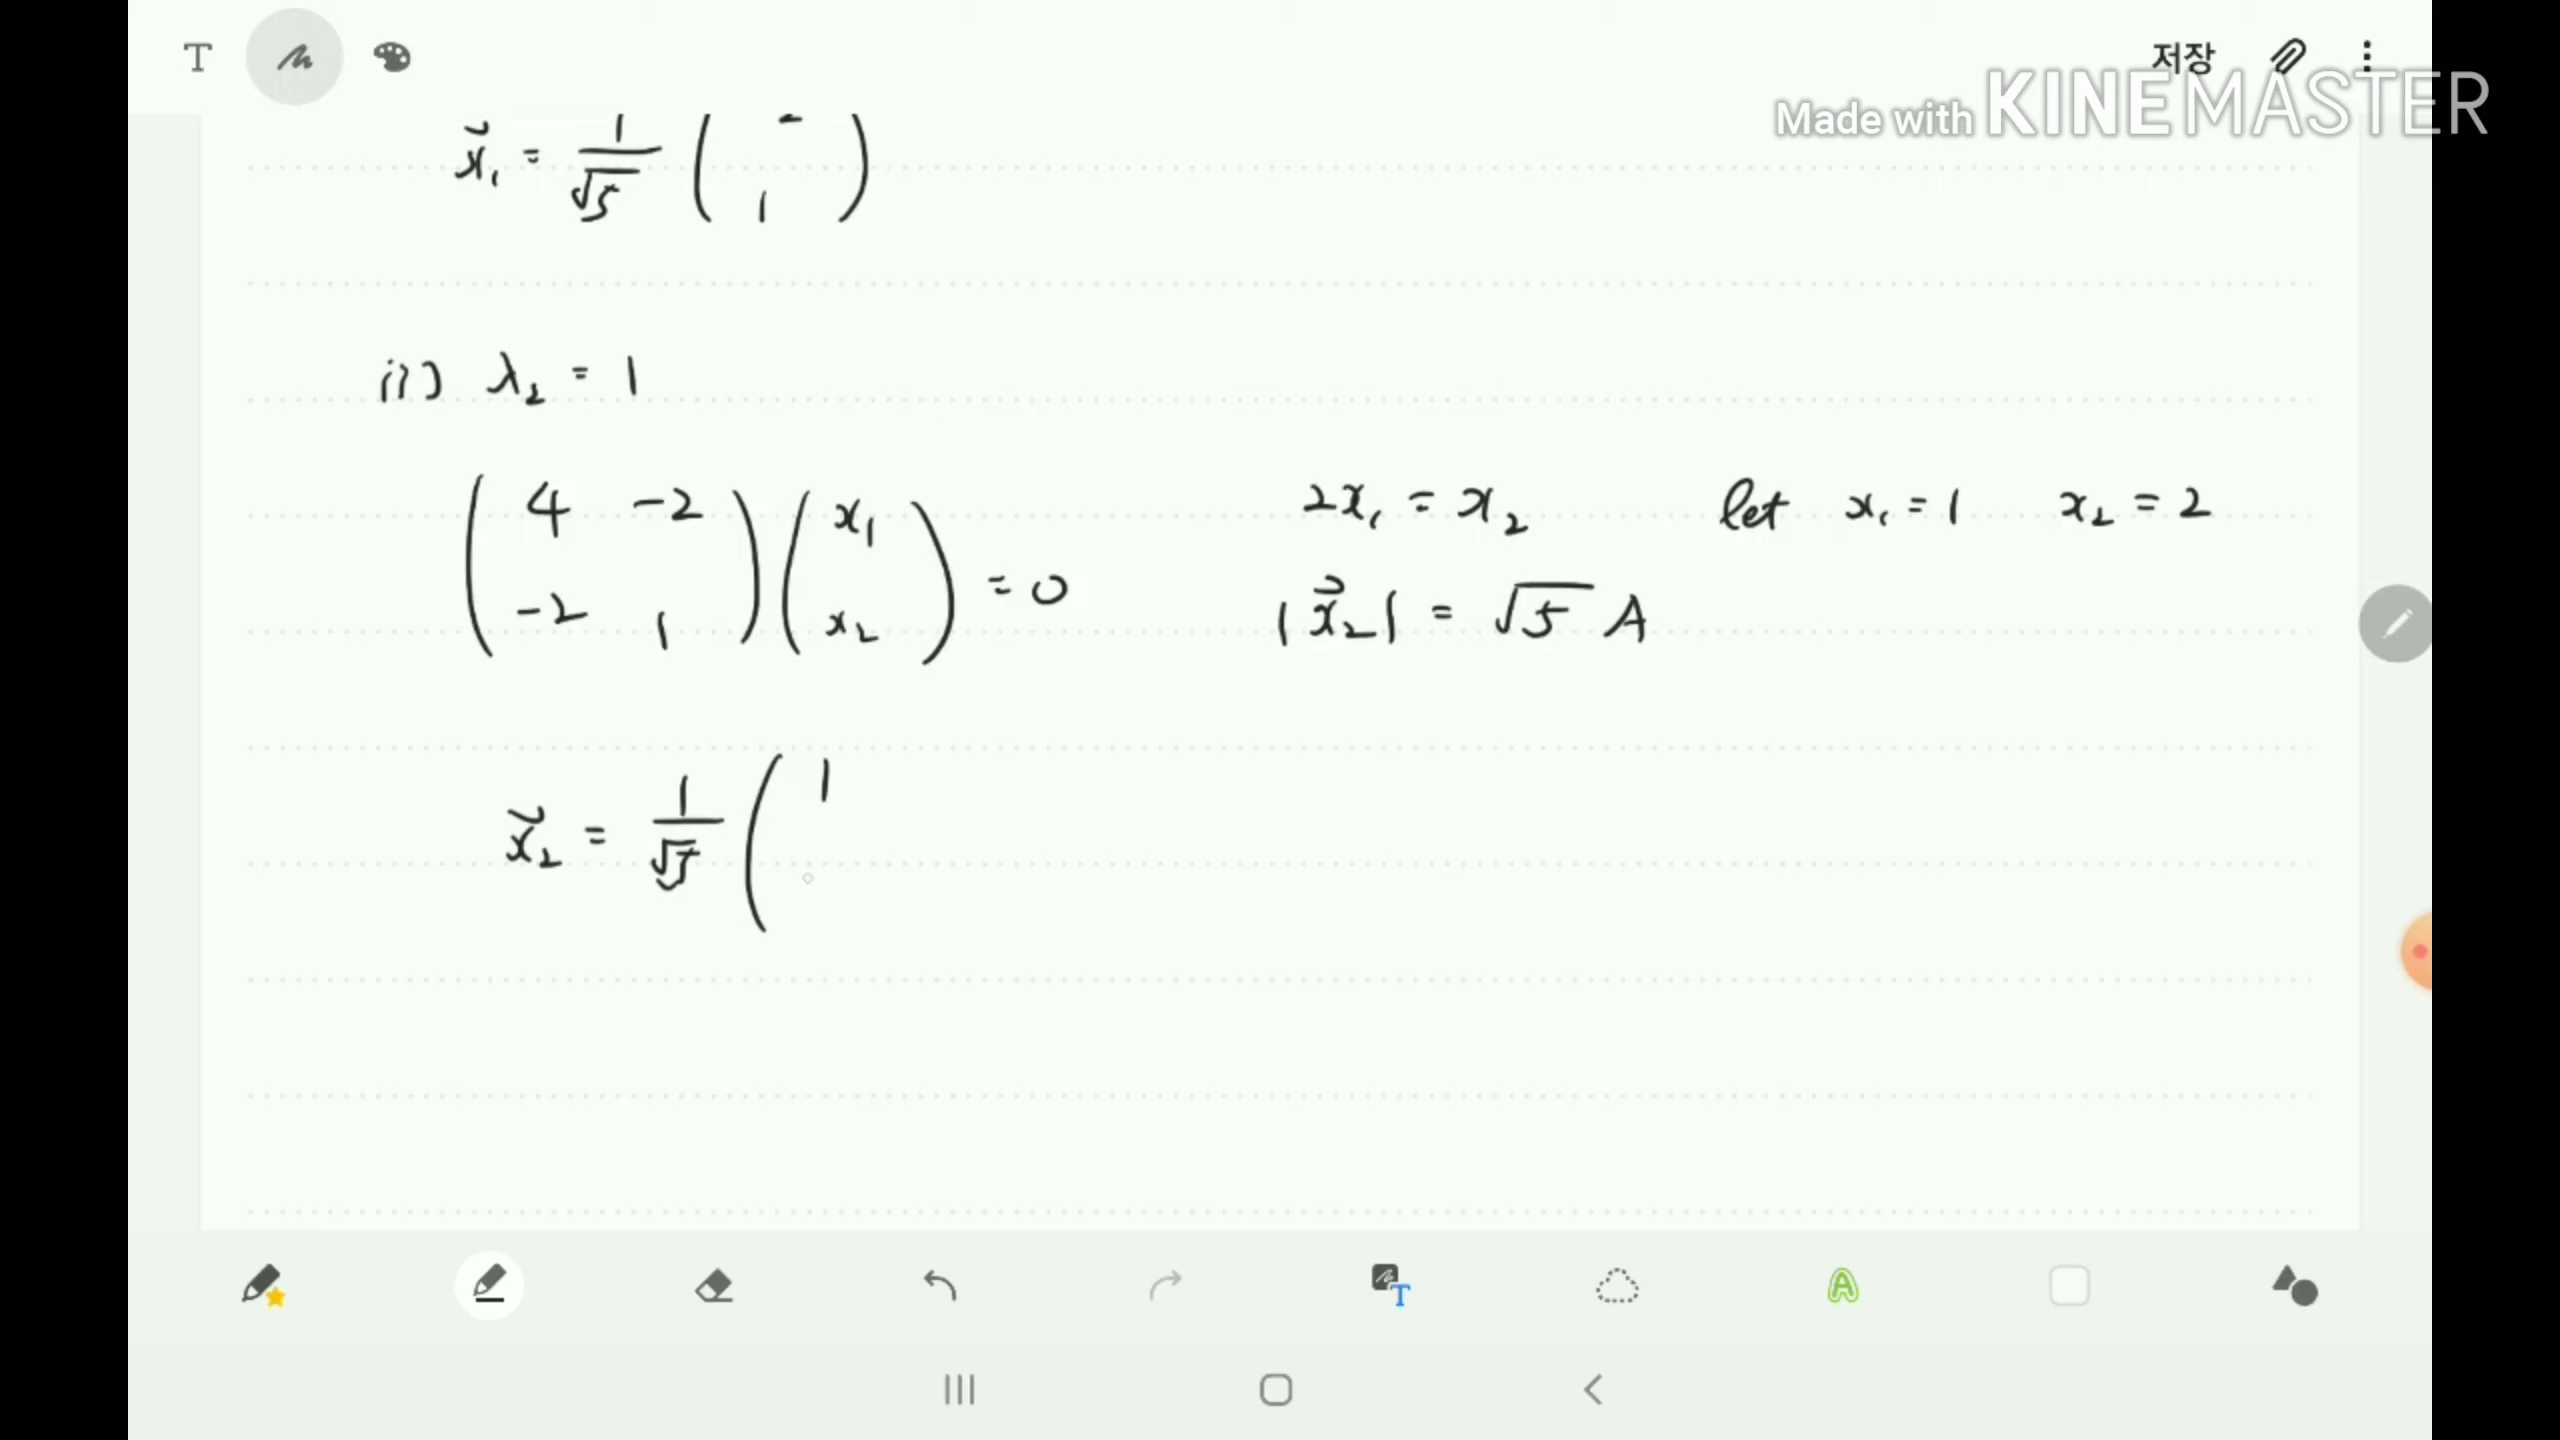 T 저장
Made with KINEMASTER
x⃗₁ = 1/√5 ( 1 )
ii) λ₂ = 1
( 4 -2 ) ( x₁ ) 2x₁ = x₂ let x₁ = 1 x₂ = 2
( -2 1 ) ( x₂ ) = 0 |x⃗₂| = √5 A
x⃗₂ = 1/√5 ( 1